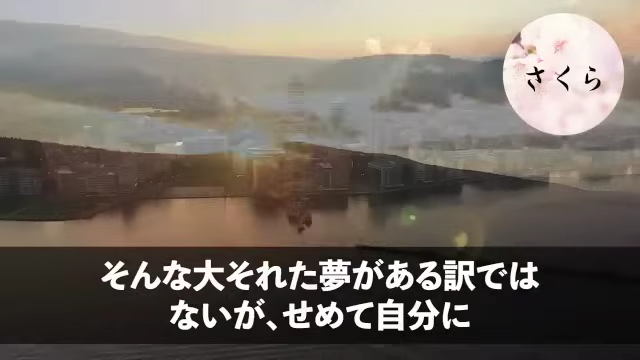 さくら
そんな大それた夢がある訳では
ないが、せめて自分に